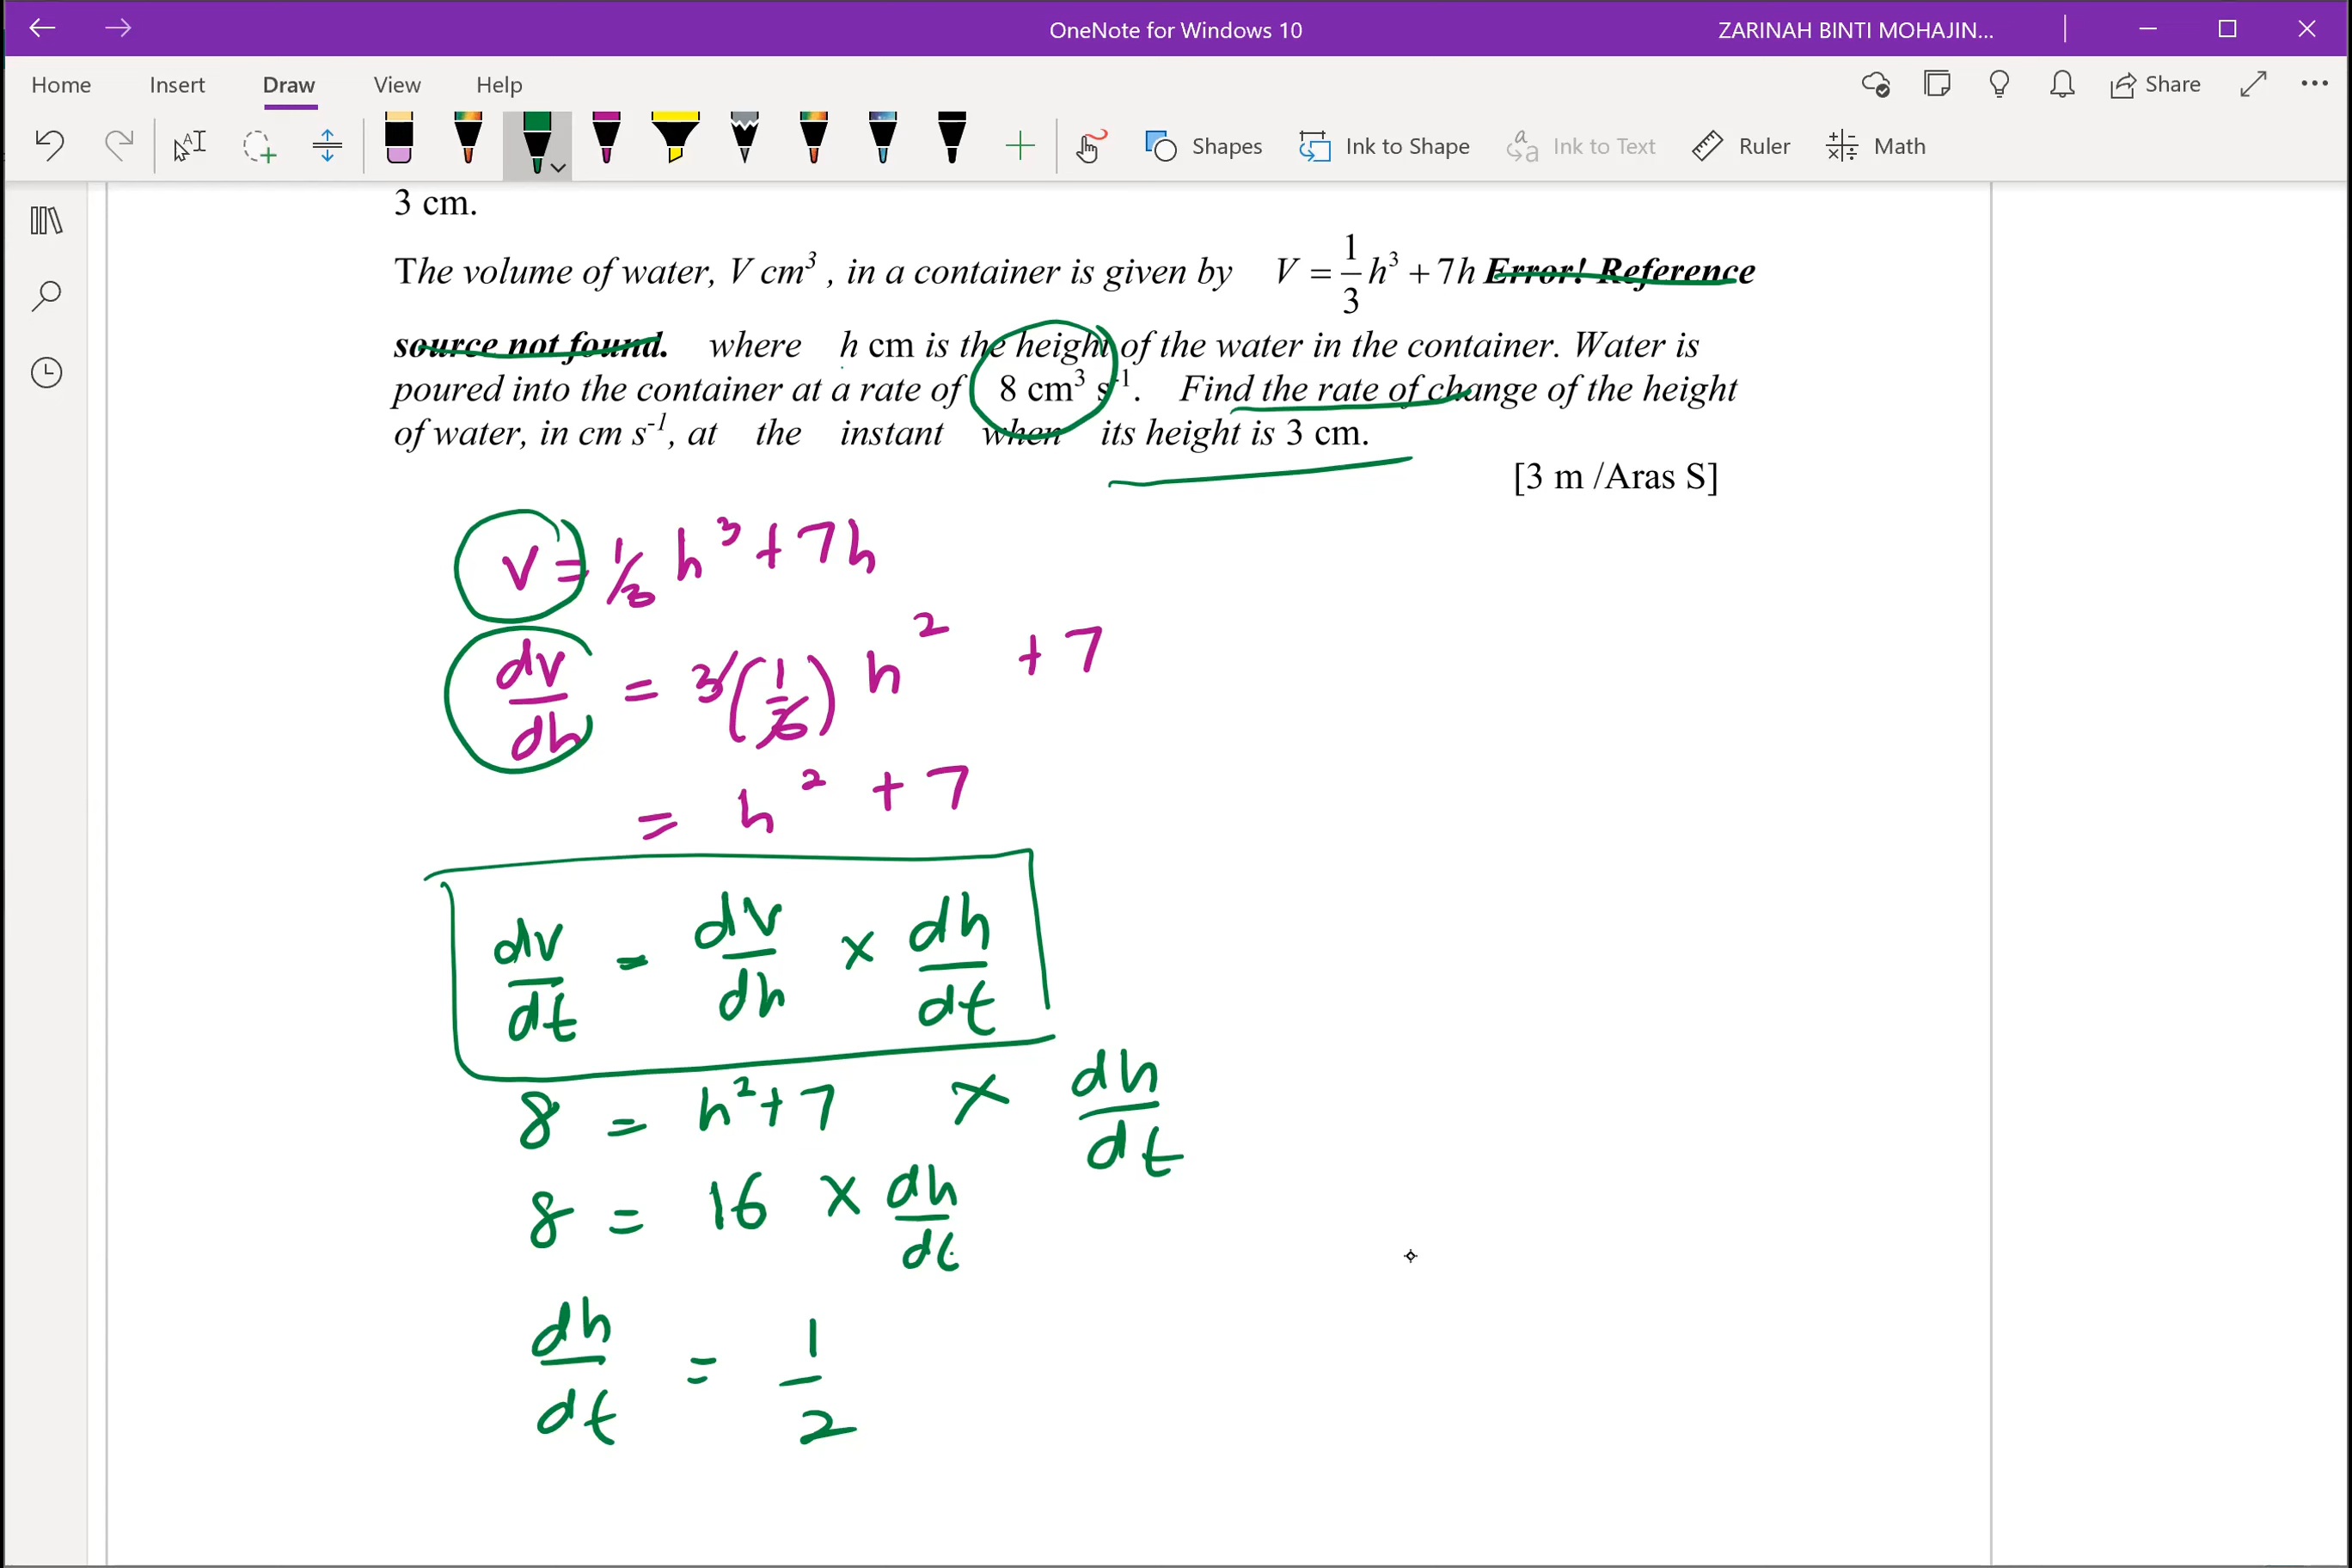 OneNote for Windows 10 ZARINAH BINTI MOHAJIN...
Home Insert Draw View Help Share
Shapes Ink to Shape Ink to Text Ruler Math
3 cm.
The volume of water, V cm³ , in a container is given by V = 1/3 h³ + 7h Error! Reference
source not found. where h cm is the height of the water in the container. Water is
poured into the container at a rate of 8 cm³ s⁻¹. Find the rate of change of the height
of water, in cm s⁻¹, at the instant when its height is 3 cm.
[3 m /Aras S]
V = 1/3 h³ + 7h
dv/dh = 3(1/3) h² + 7
= h² + 7
dv/dt = dv/dh × dh/dt
8 = h² + 7 × dh/dt
8 = 16 × dh/dt
dh/dt = 1/2